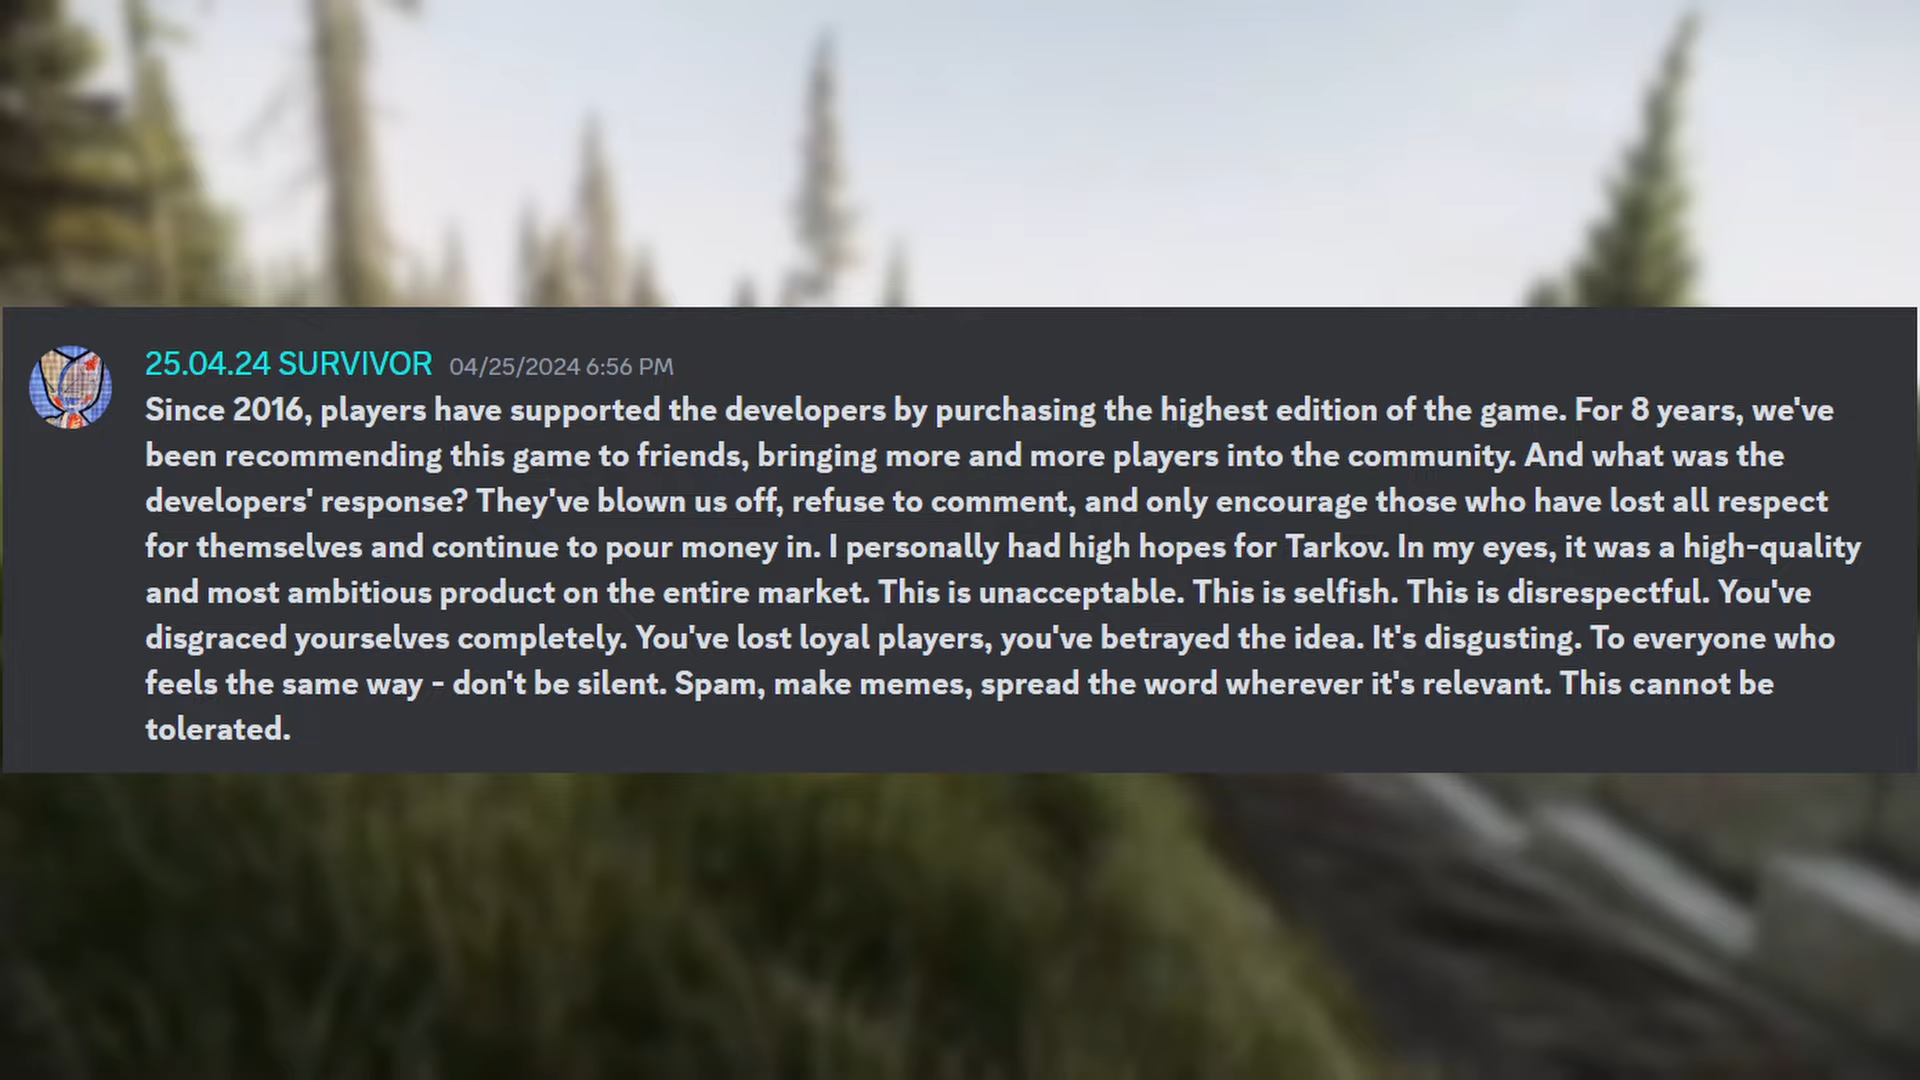 25.04.24 SURVIVOR 04/25/2024 6:56 PM
Since 2016, players have supported the developers by purchasing the highest edition of the game. For 8 years, we've
been recommending this game to friends, bringing more and more players into the community. And what was the
developers' response? They've blown us off, refuse to comment, and only encourage those who have lost all respect
for themselves and continue to pour money in. I personally had high hopes for Tarkov. In my eyes, it was a high-quality
and most ambitious product on the entire market. This is unacceptable. This is selfish. This is disrespectful. You've
disgraced yourselves completely. You've lost loyal players, you've betrayed the idea. It's disgusting. To everyone who
feels the same way - don't be silent. Spam, make memes, spread the word wherever it's relevant. This cannot be
tolerated.